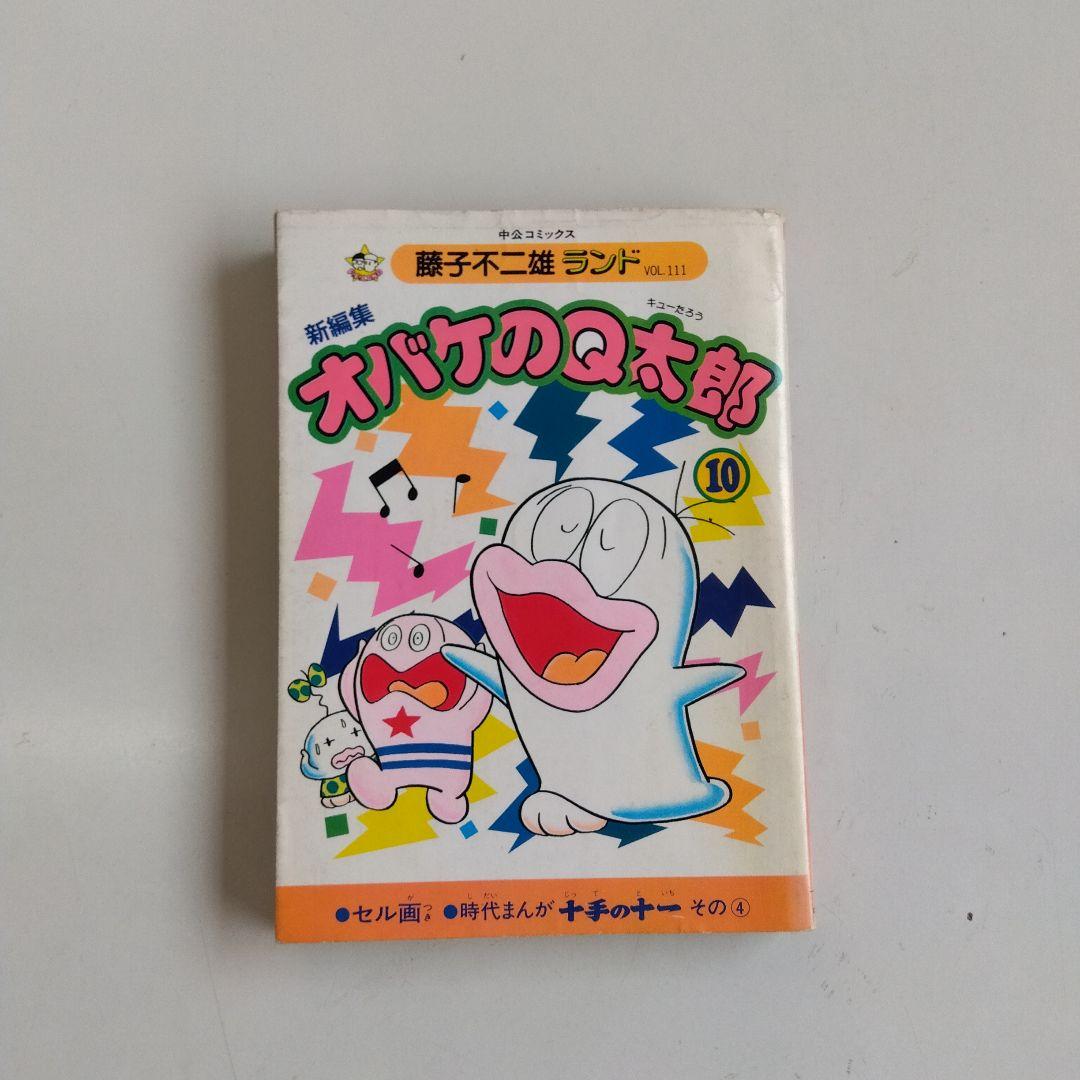 中公コミックス
藤子不二雄ランド VOL.111
新編集
キューたろう
オバケのQ太郎
10
●セル画つき ●時代まんが 十手の十一 その④